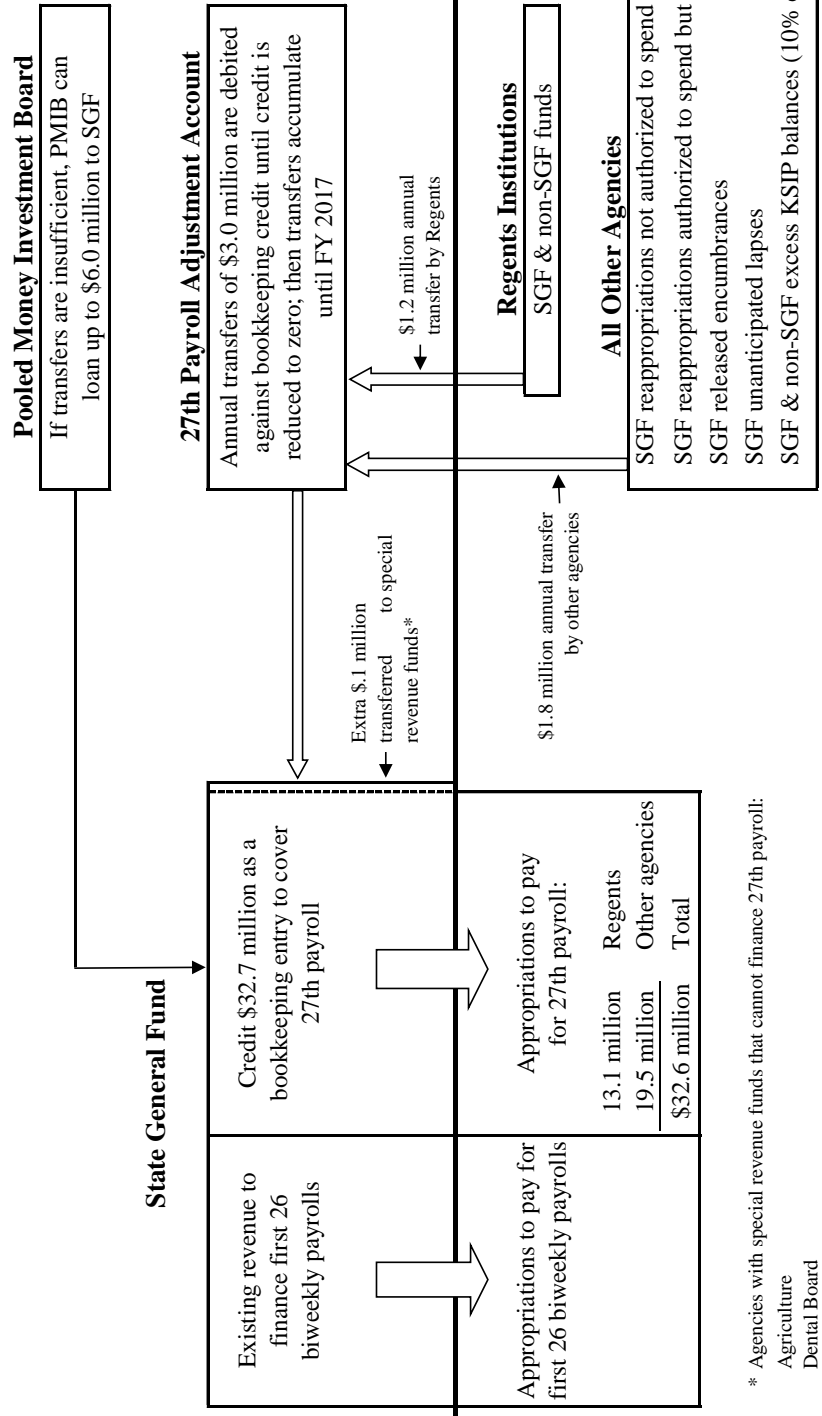 Pooled Money Investment Board
If transfers are insufficient, PMIB can
loan up to $6.0 million to SGF
State General Fund
27th Payroll Adjustment Account
Existing revenue to
finance first 26
biweekly payrolls
Credit $32.7 million as a
bookkeeping entry to cover
27th payroll
Annual transfers of $3.0 million are debited
against bookkeeping credit until credit is
reduced to zero; then transfers accumulate
until FY 2017
Extra $.1 million
transferred to special
revenue funds*
$1.2 million annual
transfer by Regents
Appropriations to pay for
first 26 biweekly payrolls
Appropriations to pay
for 27th payroll:
13.1 million Regents
19.5 million Other agencies
$32.6 million Total
$1.8 million annual transfer
by other agencies
Regents Institutions
SGF & non-SGF funds
All Other Agencies
SGF reappropriations not authorized to spend
SGF reappropriations authorized to spend but
SGF released encumbrances
SGF unanticipated lapses
SGF & non-SGF excess KSIP balances (10%
* Agencies with special revenue funds that cannot finance 27th payroll:
Agriculture
Dental Board